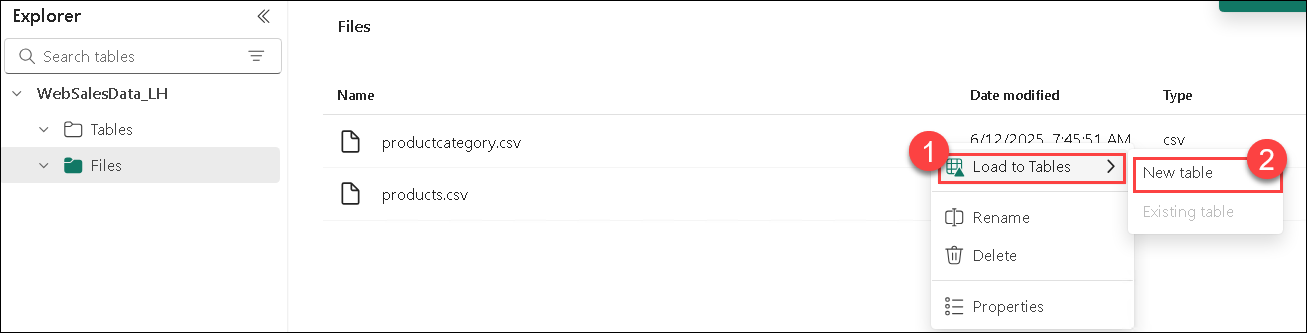 Explorer
Search tables
WebSalesData_LH
Tables
Files
Files
Name Date modified Type
productcategory.csv 6/12/2025, 7:45:51 AM csv
products.csv
1
Load to Tables
2
New table
Existing table
Rename
Delete
Properties